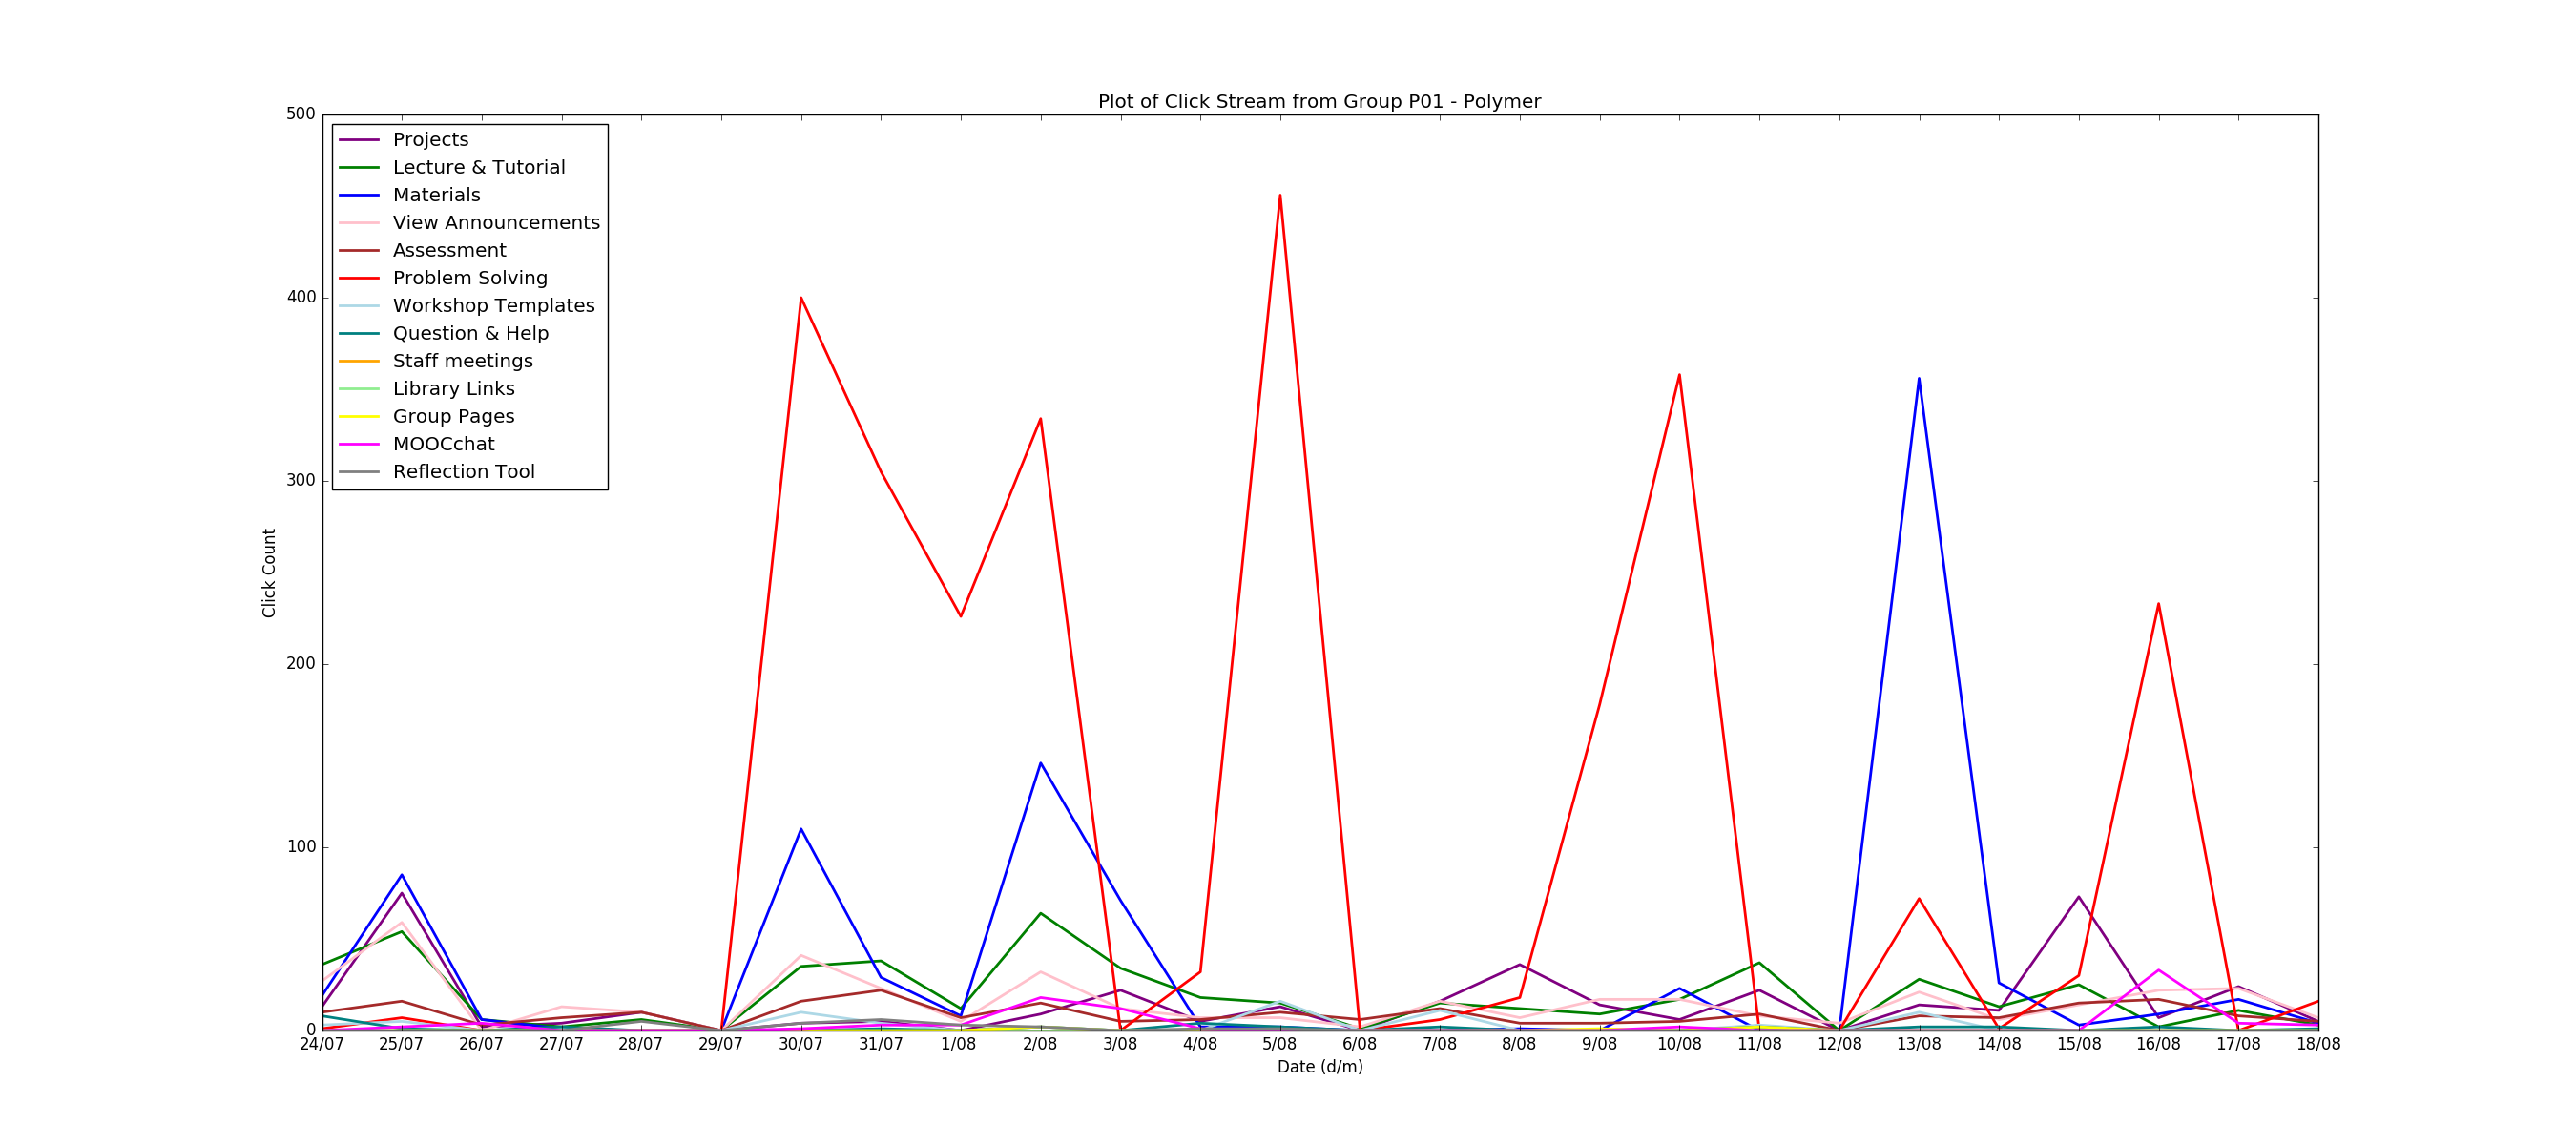 Plot of Click Stream from Group P01 - Polymer
500
400
300
200
100
0
Click Count
Projects
Lecture & Tutorial
Materials
View Announcements
Assessment
Problem Solving
Workshop Templates
Question & Help
Staff meetings
Library Links
Group Pages
MOOCchat
Reflection Tool
24/07 25/07 26/07 27/07 28/07 29/07 30/07 31/07 1/08 2/08 3/08 4/08 5/08 6/08 7/08 8/08 9/08 10/08 11/08 12/08 13/08 14/08 15/08 16/08 17/08 18/08
Date (d/m)